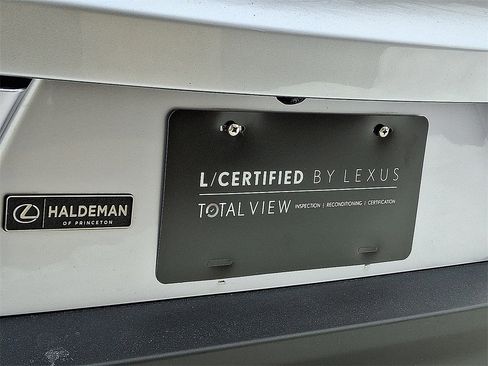 L/CERTIFIED BY LEXUS
TOTAL VIEW INSPECTION | RECONDITIONING | CERTIFICATION
HALDEMAN
OF PRINCETON